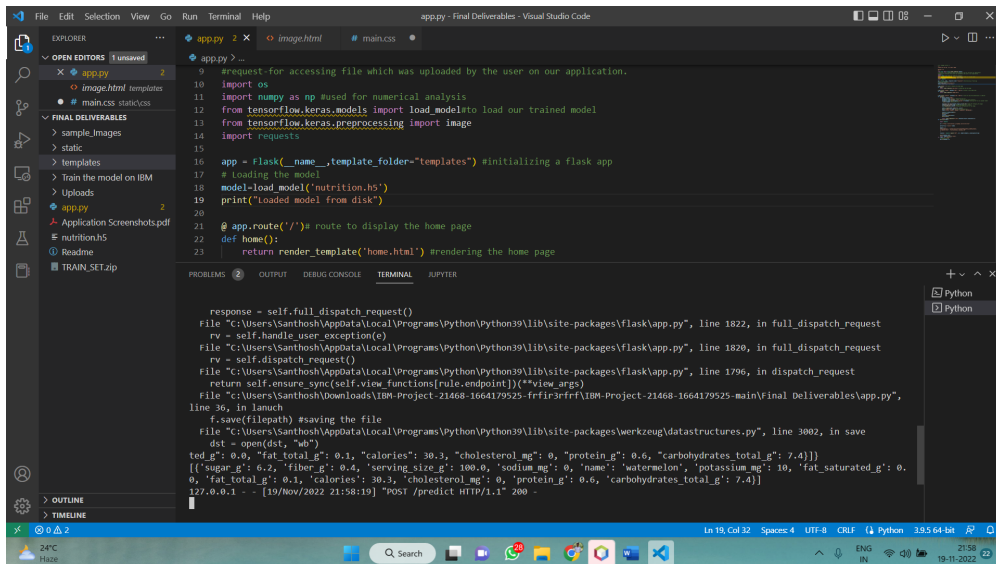 File Edit Selection View Go Run Terminal Help
app.py - Final Deliverables - Visual Studio Code
EXPLORER
OPEN EDITORS 1 unsaved
app.py 2
image.html templates
# main.css static\css
FINAL DELIVERABLES
sample_Images
static
templates
Train the model on IBM
Uploads
app.py 2
Application Screenshots.pdf
nutrition.h5
Readme
TRAIN_SET.zip
OUTLINE
TIMELINE
app.py 2 image.html # main.css
app.py > ...
9 #request-for accessing file which was uploaded by the user on our application.
10 import os
11 import numpy as np #used for numerical analysis
12 from tensorflow.keras.models import load_model#to load our trained model
13 from tensorflow.keras.preprocessing import image
14 import requests
15
16 app = Flask(__name__,template_folder="templates") #initializing a flask app
17 # Loading the model
18 model=load_model('nutrition.h5')
19 print("Loaded model from disk")
20
21 @ app.route('/')# route to display the home page
22 def home():
23 return render_template('home.html') #rendering the home page
PROBLEMS 2 OUTPUT DEBUG CONSOLE TERMINAL JUPYTER
Python
Python
response = self.full_dispatch_request()
File "C:\Users\Santhosh\AppData\Local\Programs\Python\Python39\lib\site-packages\flask\app.py", line 1822, in full_dispatch_request
rv = self.handle_user_exception(e)
File "C:\Users\Santhosh\AppData\Local\Programs\Python\Python39\lib\site-packages\flask\app.py", line 1820, in full_dispatch_request
rv = self.dispatch_request()
File "C:\Users\Santhosh\AppData\Local\Programs\Python\Python39\lib\site-packages\flask\app.py", line 1796, in dispatch_request
return self.ensure_sync(self.view_functions[rule.endpoint])(**view_args)
File "c:\Users\Santhosh\Downloads\IBM-Project-21468-1664179525-frfir3rfrf\IBM-Project-21468-1664179525-main\Final Deliverables\app.py",
line 36, in lanuch
f.save(filepath) #saving the file
File "C:\Users\Santhosh\AppData\Local\Programs\Python\Python39\lib\site-packages\werkzeug\datastructures.py", line 3002, in save
dst = open(dst, "wb")
ted_g": 0.0, "fat_total_g": 0.1, "calories": 30.3, "cholesterol_mg": 0, "protein_g": 0.6, "carbohydrates_total_g": 7.4}]}
[{'sugar_g': 6.2, 'fiber_g': 0.4, 'serving_size_g': 100.0, 'sodium_mg': 0, 'name': 'watermelon', 'potassium_mg': 10, 'fat_saturated_g': 0.
0, 'fat_total_g': 0.1, 'calories': 30.3, 'cholesterol_mg': 0, 'protein_g': 0.6, 'carbohydrates_total_g': 7.4}]
127.0.0.1 - - [19/Nov/2022 21:58:19] "POST /predict HTTP/1.1" 200 -
0 2 Ln 19, Col 32 Spaces: 4 UTF-8 CRLF Python 3.9.5 64-bit
24°C
Haze
Search
28
ENG
IN
21:58
19-11-2022
22